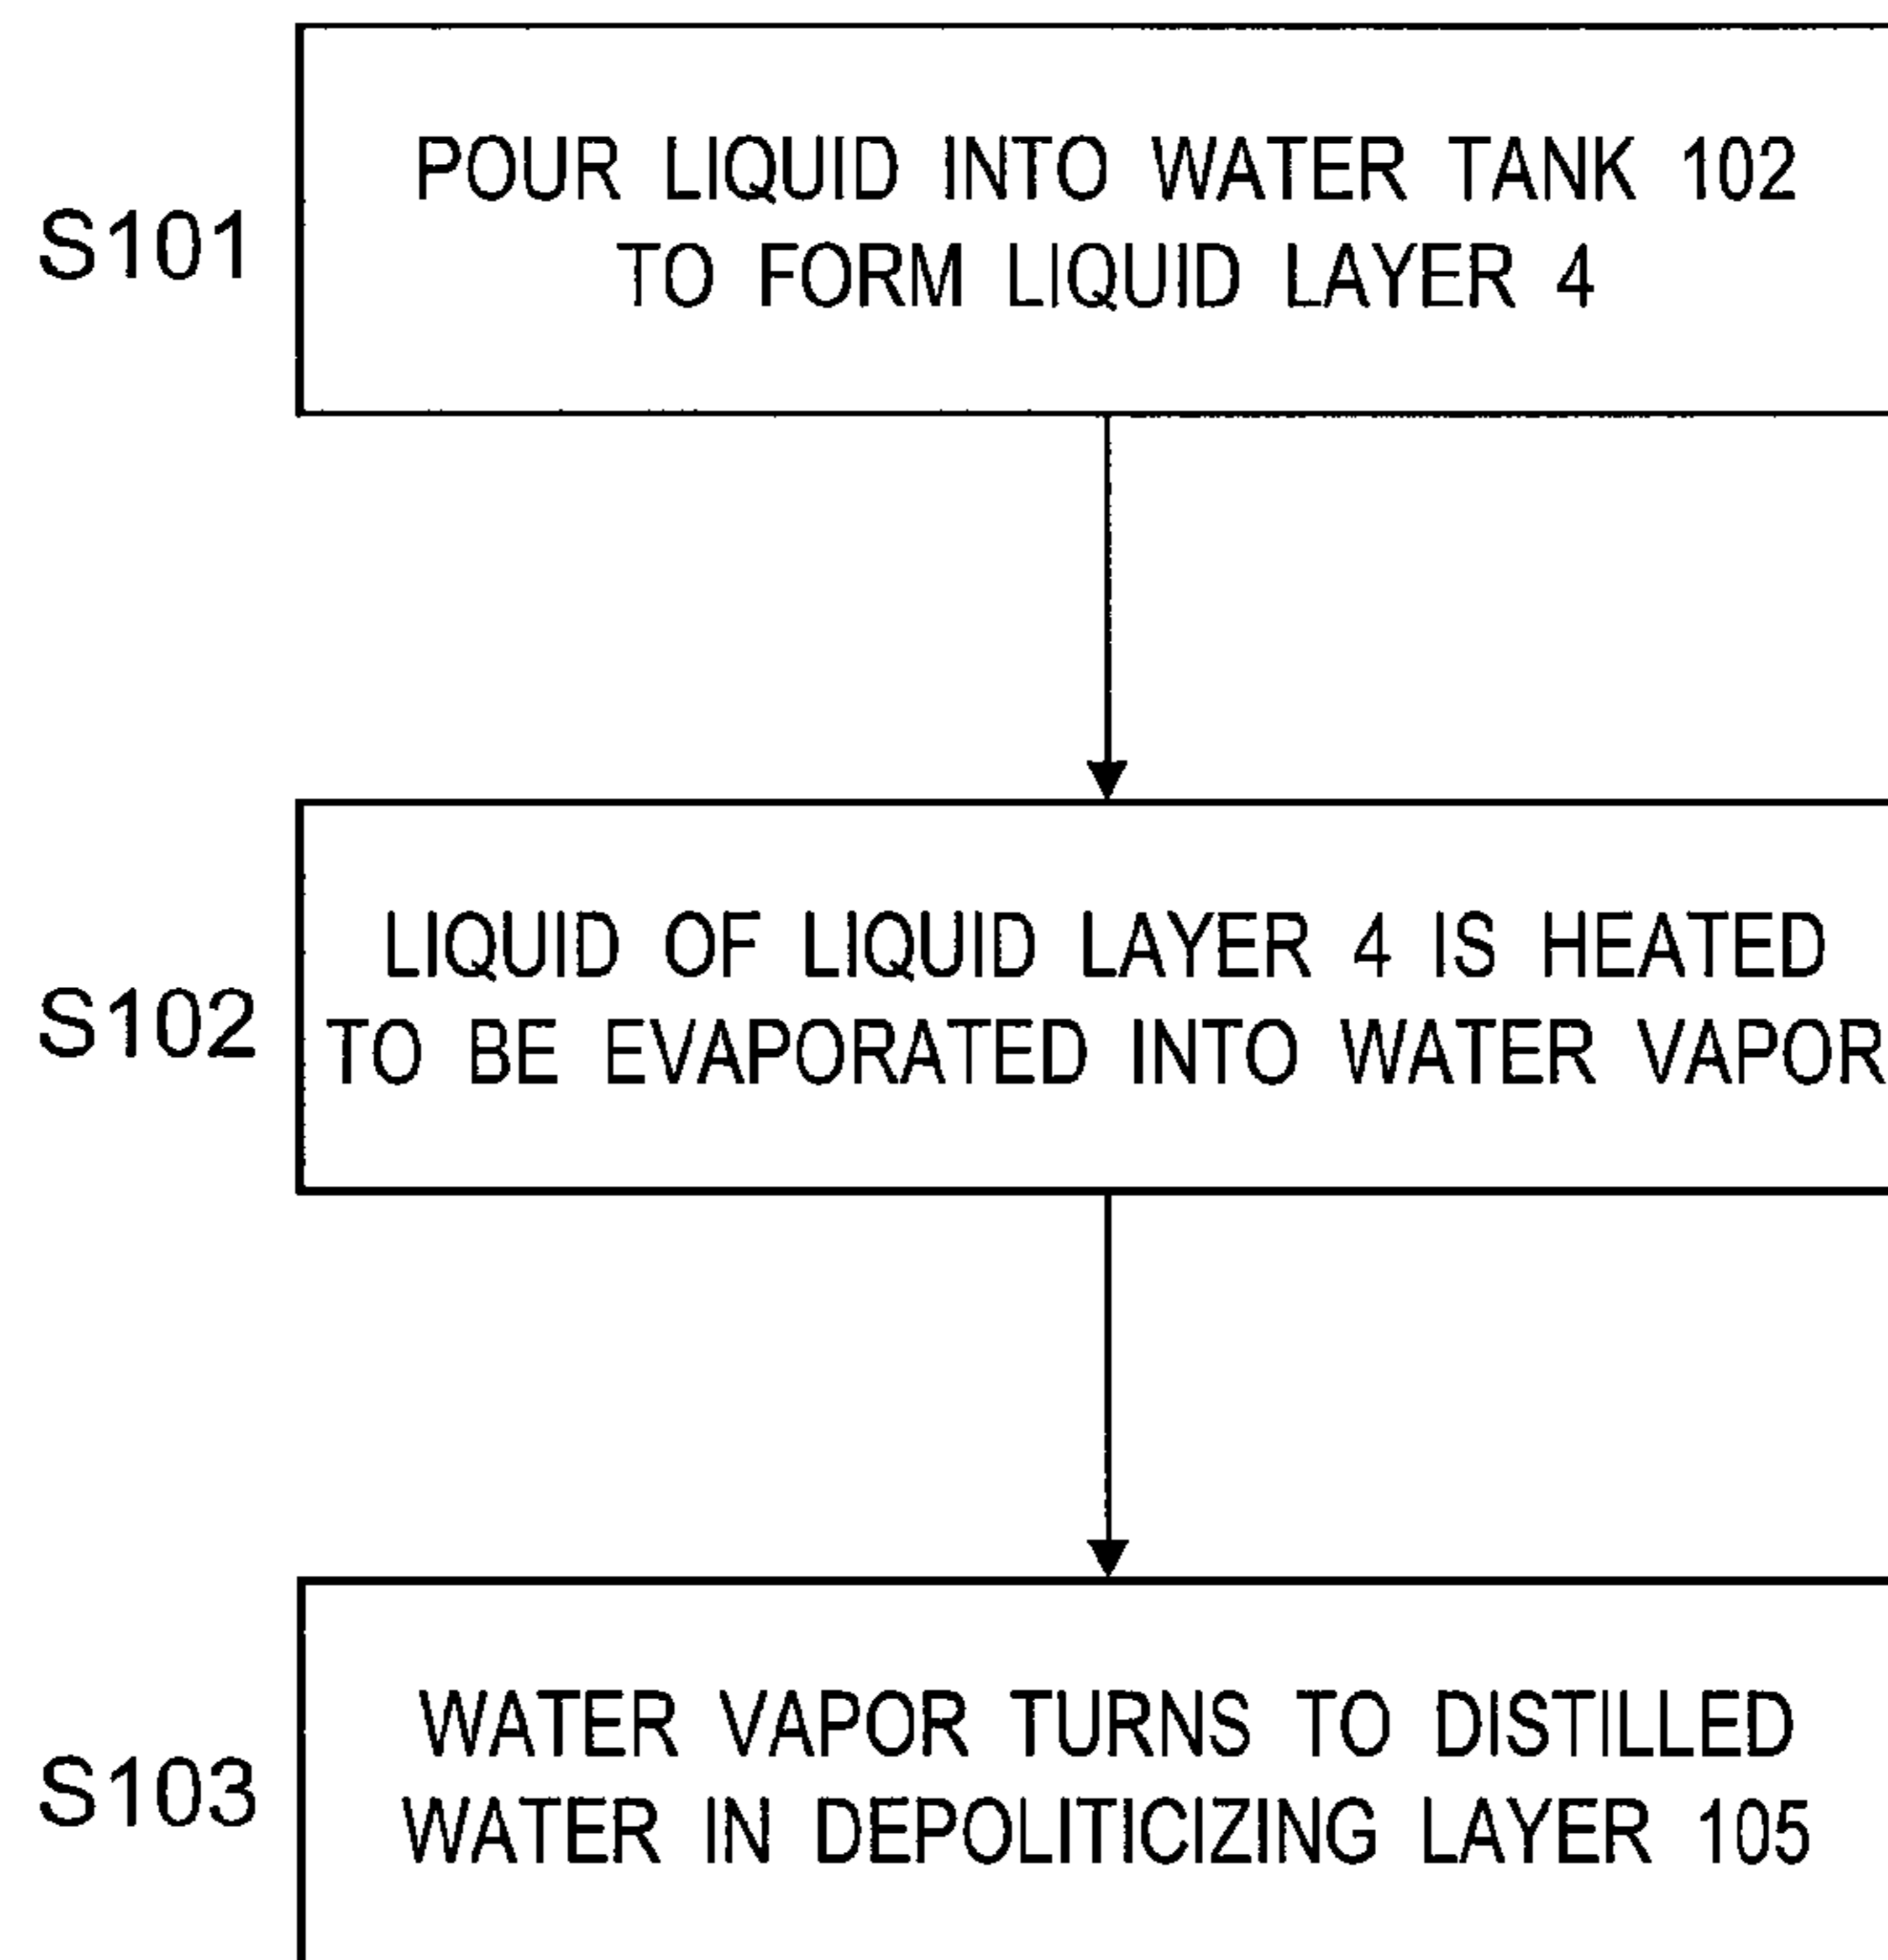 S101
POUR LIQUID INTO WATER TANK 102
TO FORM LIQUID LAYER 4
S102
LIQUID OF LIQUID LAYER 4 IS HEATED
TO BE EVAPORATED INTO WATER VAPOR
S103
WATER VAPOR TURNS TO DISTILLED
WATER IN DEPOLITICIZING LAYER 105